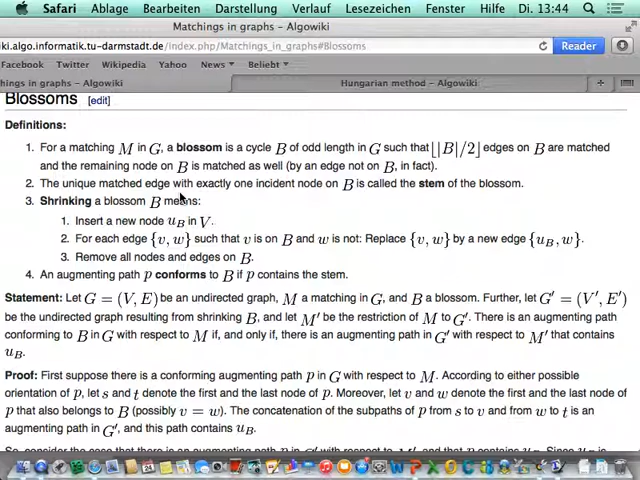 Safari Ablage Bearbeiten Darstellung Verlauf Lesezeichen Fenster Hilfe Di. 13:44
Matchings in graphs - Algowiki
ki.algo.informatik.tu-darmstadt.de/index.php/Matchings_in_graphs#Blossoms Reader
Facebook Twitter Wikipedia Yahoo News ▾ Beliebt ▾
hings in graphs - Algowiki Hungarian method - Algowiki +
Blossoms [edit]
Definitions:
1. For a matching M in G, a blossom is a cycle B of odd length in G such that ⌊|B|/2⌋ edges on B are matched
and the remaining node on B is matched as well (by an edge not on B, in fact).
2. The unique matched edge with exactly one incident node on B is called the stem of the blossom.
3. Shrinking a blossom B means:
1. Insert a new node u_B in V.
2. For each edge {v, w} such that v is on B and w is not: Replace {v, w} by a new edge {u_B, w}.
3. Remove all nodes and edges on B.
4. An augmenting path p conforms to B if p contains the stem.
Statement: Let G = (V, E) be an undirected graph, M a matching in G, and B a blossom. Further, let G′ = (V′, E′)
be the undirected graph resulting from shrinking B, and let M′ be the restriction of M to G′. There is an augmenting path
conforming to B in G with respect to M if, and only if, there is an augmenting path in G′ with respect to M′ that contains
u_B.
Proof: First suppose there is a conforming augmenting path p in G with respect to M. According to either possible
orientation of p, let s and t denote the first and the last node of p. Moreover, let v and w denote the first and the last node of
p that also belongs to B (possibly v = w). The concatenation of the subpaths of p from s to v and from w to t is an
augmenting path in G′, and this path contains u_B.